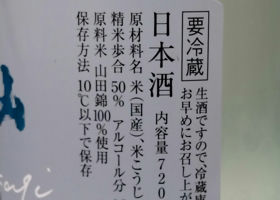 要冷蔵
生酒ですので、冷蔵庫
お早めにお召し上が
日本酒
内容量720
原材料名 米(国産)、米こうじ
精米歩合 50% アルコール分
原料米 山田錦100%使用
保存方法 10℃以下で保存